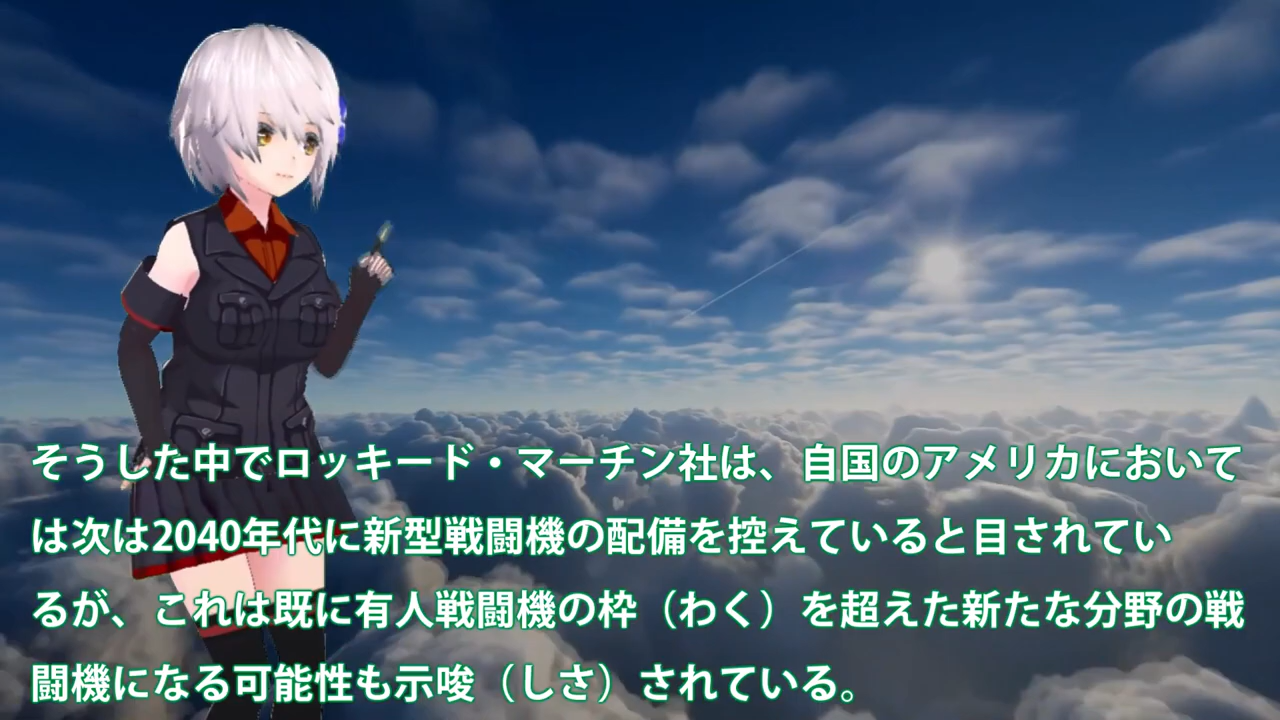 そうした中でロッキード・マーチン社は、自国のアメリカにおいて
は次は2040年代に新型戦闘機の配備を控えていると目されてい
るが、これは既に有人戦闘機の枠（わく）を超えた新たな分野の戦
闘機になる可能性も示唆（しさ）されている。